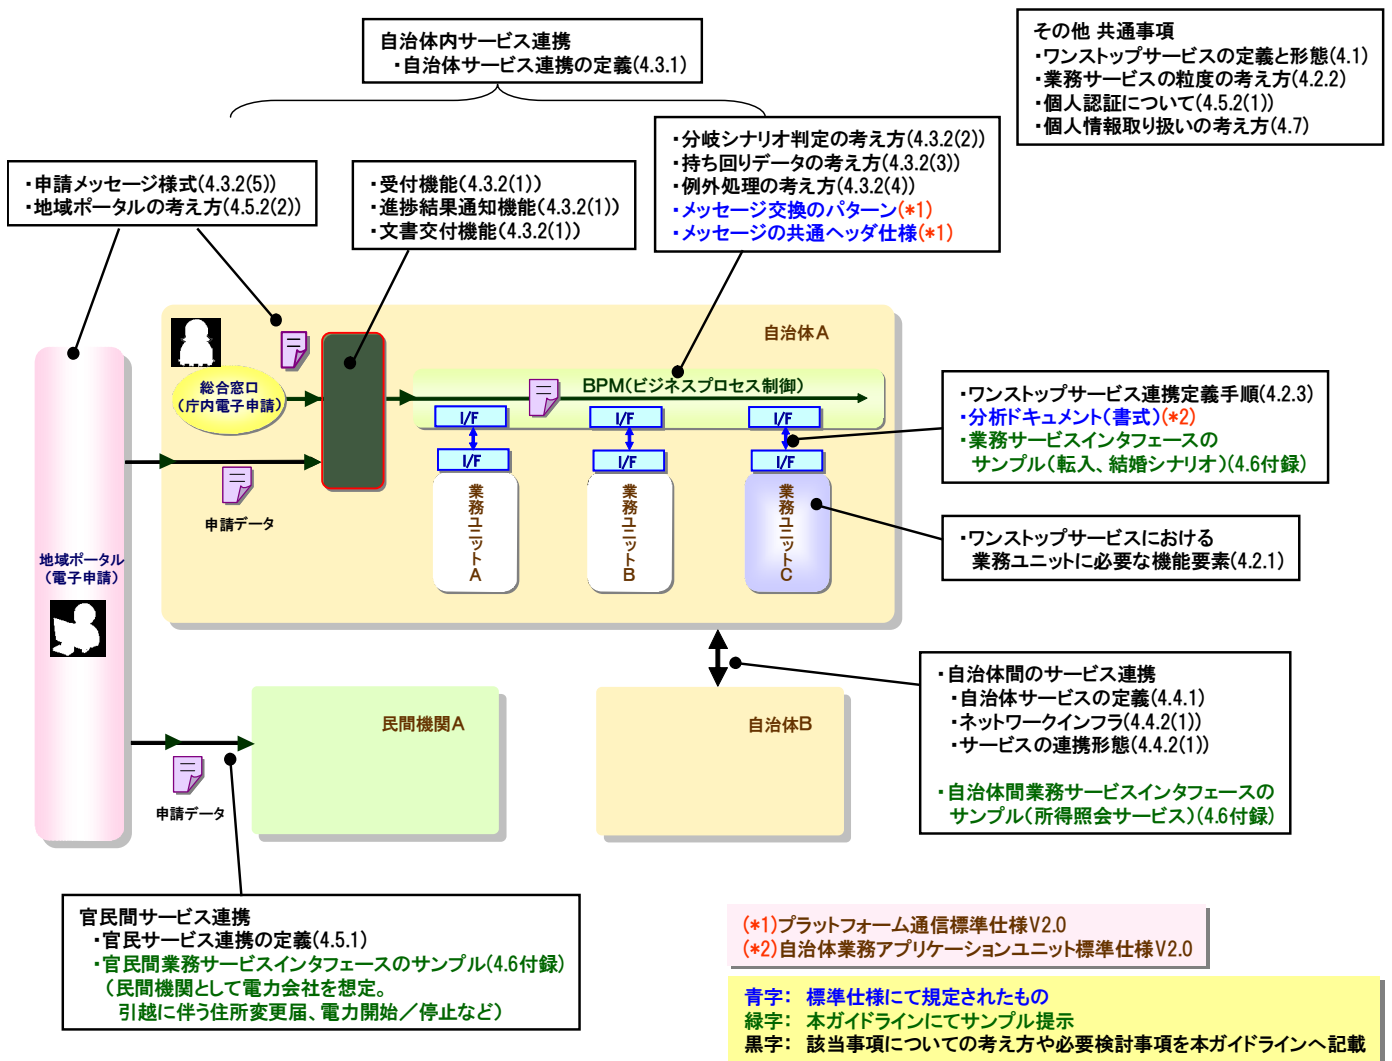 自治体内サービス連携
・自治体サービス連携の定義(4.3.1)
その他 共通事項
・ワンストップサービスの定義と形態(4.1)
・業務サービスの粒度の考え方(4.2.2)
・個人認証について(4.5.2(1))
・個人情報取り扱いの考え方(4.7)
・申請メッセージ様式(4.3.2(5))
・地域ポータルの考え方(4.5.2(2))
・受付機能(4.3.2(1))
・進捗結果通知機能(4.3.2(1))
・文書交付機能(4.3.2(1))
・分岐シナリオ判定の考え方(4.3.2(2))
・持ち回りデータの考え方(4.3.2(3))
・例外処理の考え方(4.3.2(4))
・メッセージ交換のパターン(*1)
・メッセージの共通ヘッダ仕様(*1)
自治体A
総合窓口
(庁内電子申請)
BPM(ビジネスプロセス制御)
I/F
I/F
I/F
I/F
I/F
I/F
業務ユニットA
業務ユニットB
業務ユニットC
申請データ
地域ポータル
(電子申請)
・ワンストップサービス連携定義手順(4.2.3)
・分析ドキュメント(書式)(*2)
・業務サービスインタフェースの
サンプル(転入、結婚シナリオ)(4.6付録)
・ワンストップサービスにおける
業務ユニットに必要な機能要素(4.2.1)
民間機関A
自治体B
申請データ
・自治体間のサービス連携
・自治体サービスの定義(4.4.1)
・ネットワークインフラ(4.4.2(1))
・サービスの連携形態(4.4.2(1))
・自治体間業務サービスインタフェースの
サンプル(所得照会サービス)(4.6付録)
官民間サービス連携
・官民サービス連携の定義(4.5.1)
・官民間業務サービスインタフェースのサンプル(4.6付録)
(民間機関として電力会社を想定。
引越に伴う住所変更届、電力開始／停止など)
(*1)プラットフォーム通信標準仕様V2.0
(*2)自治体業務アプリケーションユニット標準仕様V2.0
青字： 標準仕様にて規定されたもの
緑字： 本ガイドラインにてサンプル提示
黒字： 該当事項についての考え方や必要検討事項を本ガイドラインへ記載